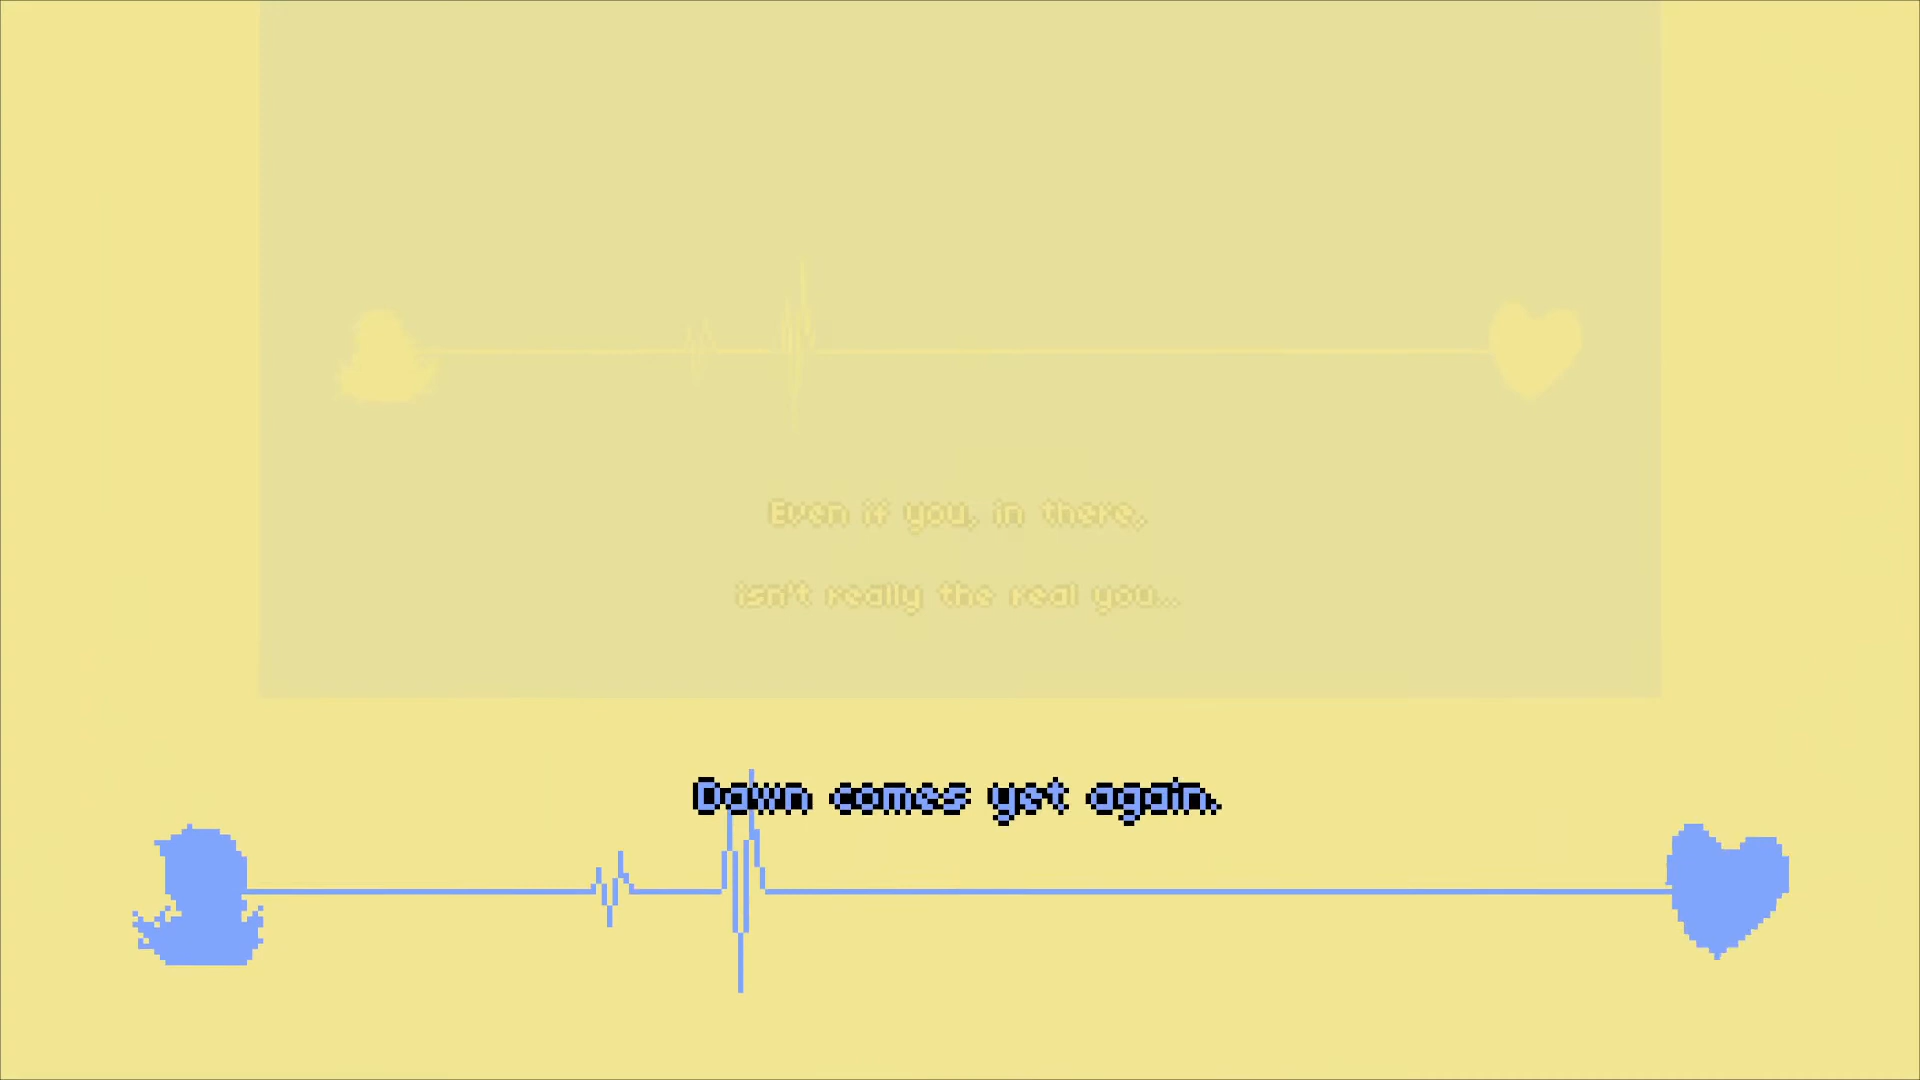 Even if you, in there,
isn't really the real you...
Dawn comes yet again.